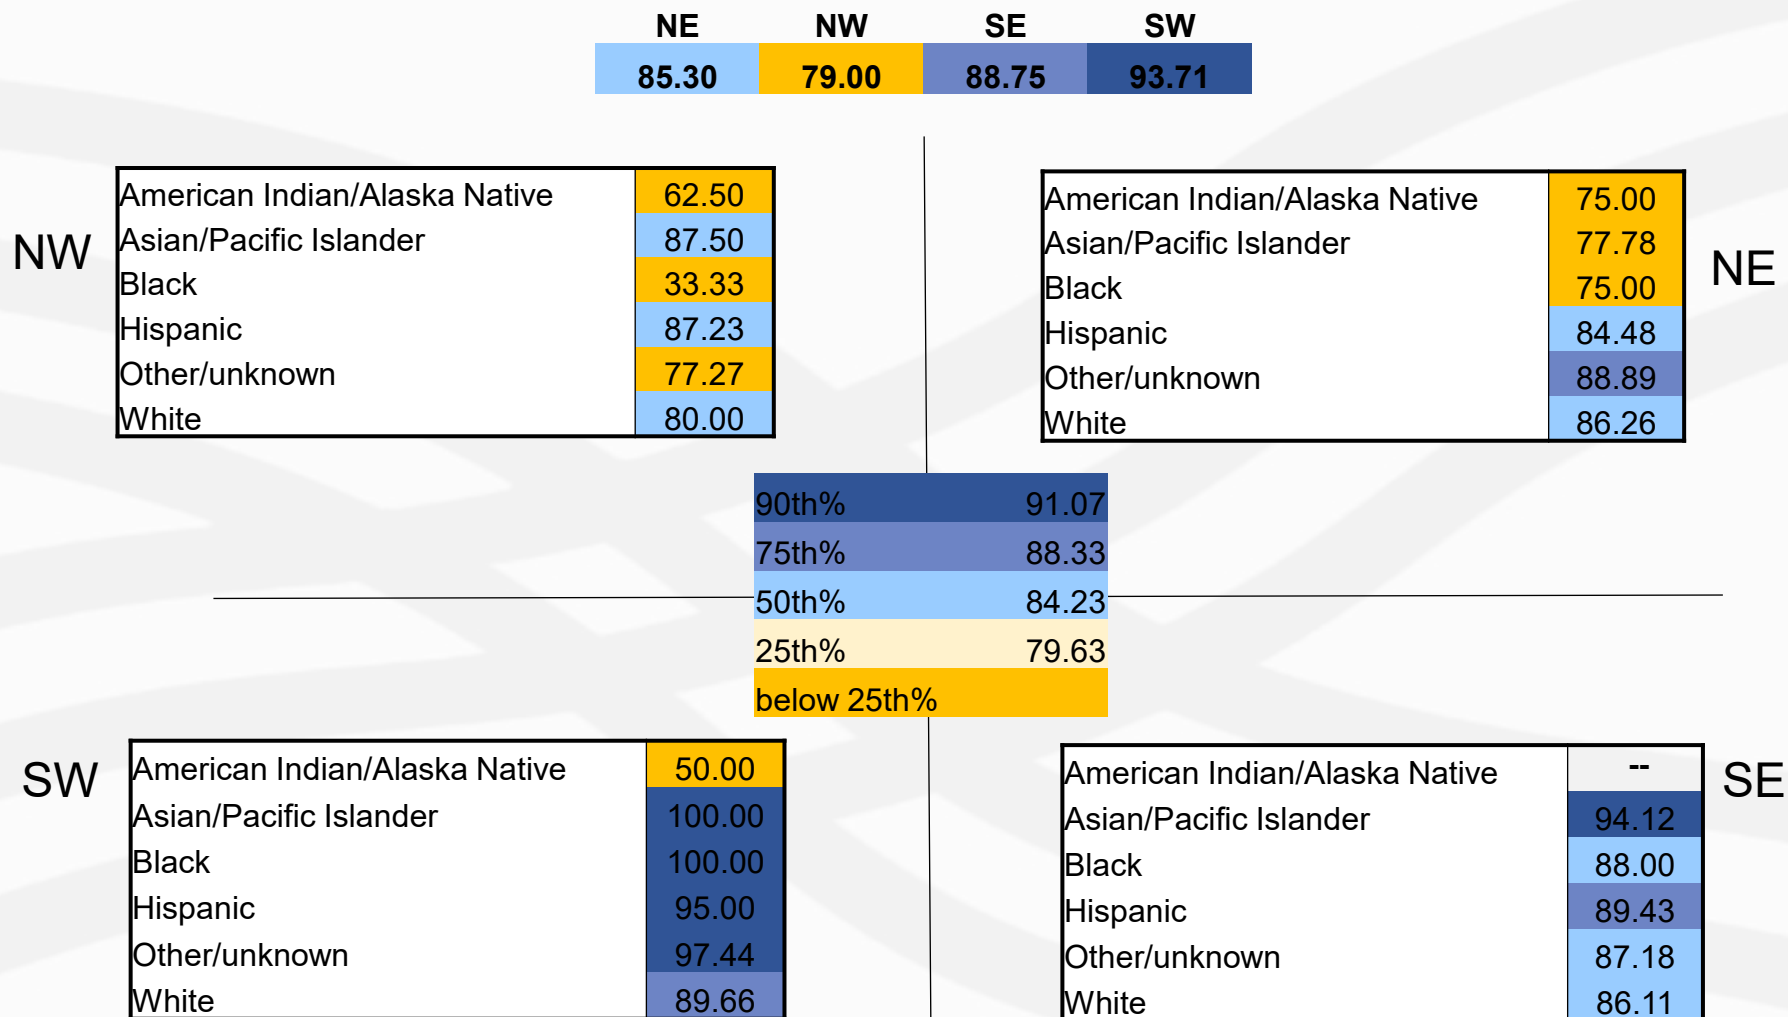 NE NW SE SW
85.30 79.00 88.75 93.71
NW
American Indian/Alaska Native 62.50
Asian/Pacific Islander 87.50
Black 33.33
Hispanic 87.23
Other/unknown 77.27
White 80.00
NE
American Indian/Alaska Native 75.00
Asian/Pacific Islander 77.78
Black 75.00
Hispanic 84.48
Other/unknown 88.89
White 86.26
90th% 91.07
75th% 88.33
50th% 84.23
25th% 79.63
below 25th%
SW
American Indian/Alaska Native 50.00
Asian/Pacific Islander 100.00
Black 100.00
Hispanic 95.00
Other/unknown 97.44
White 89.66
SE
American Indian/Alaska Native --
Asian/Pacific Islander 94.12
Black 88.00
Hispanic 89.43
Other/unknown 87.18
White 86.11